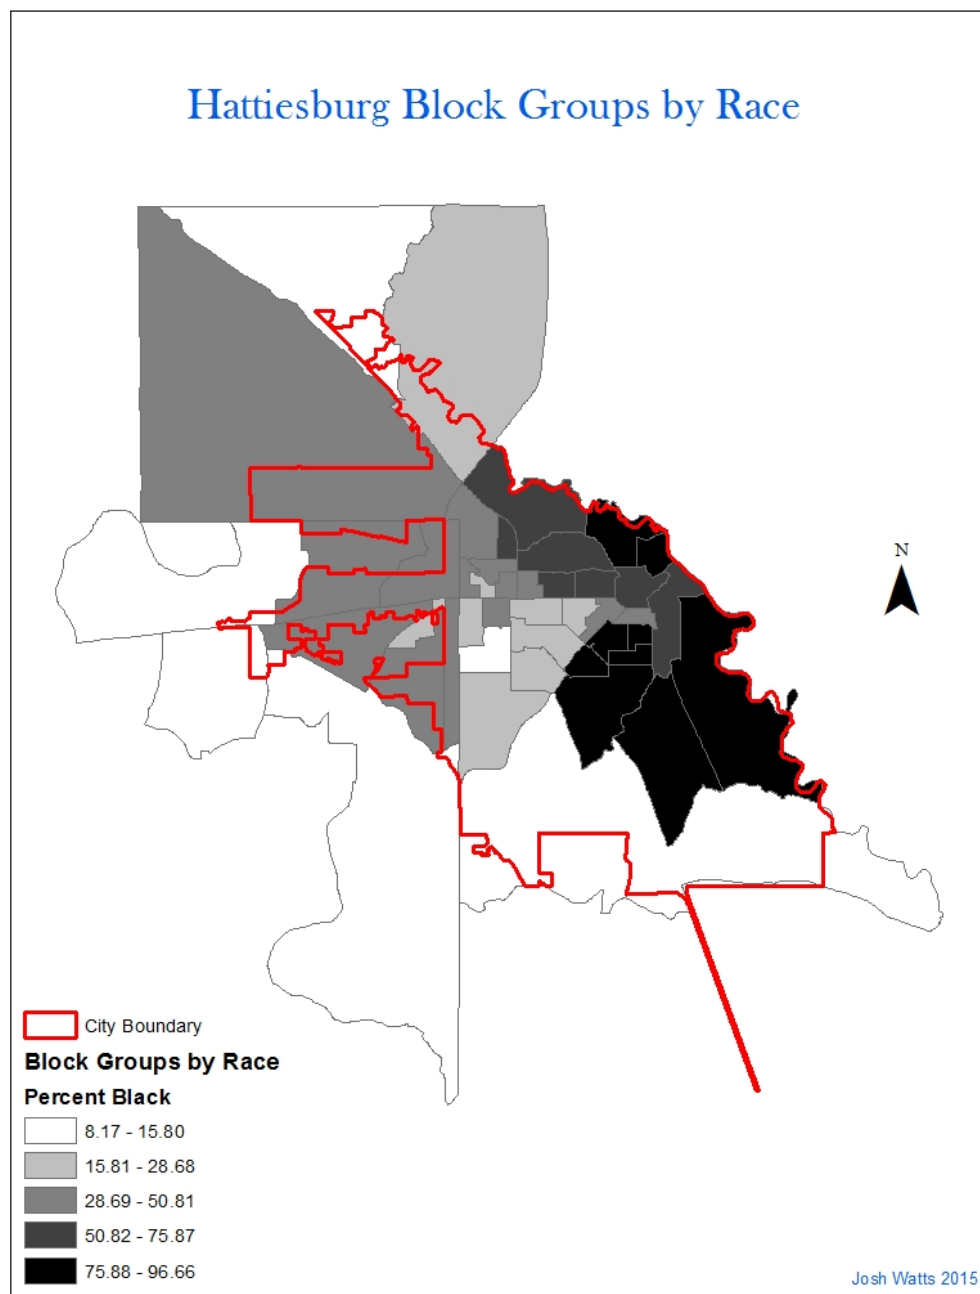 Hattiesburg Block Groups by Race
N
City Boundary
Block Groups by Race
Percent Black
8.17 - 15.80
15.81 - 28.68
28.69 - 50.81
50.82 - 75.87
75.88 - 96.66
Josh Watts 2015